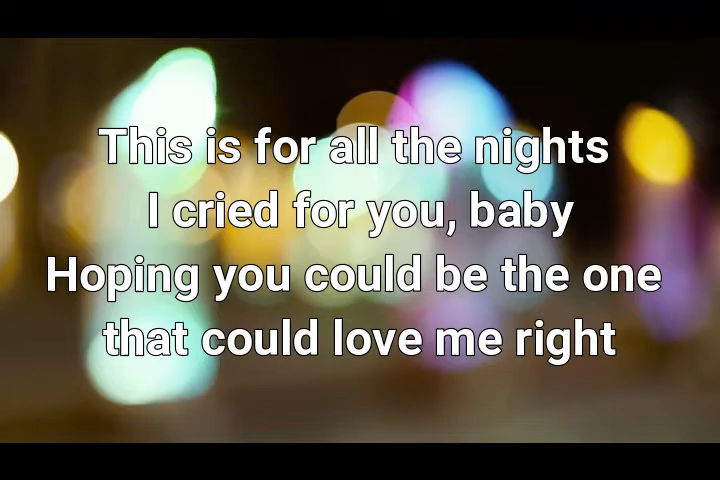 This is for all the nights
I cried for you, baby
Hoping you could be the one
that could love me right